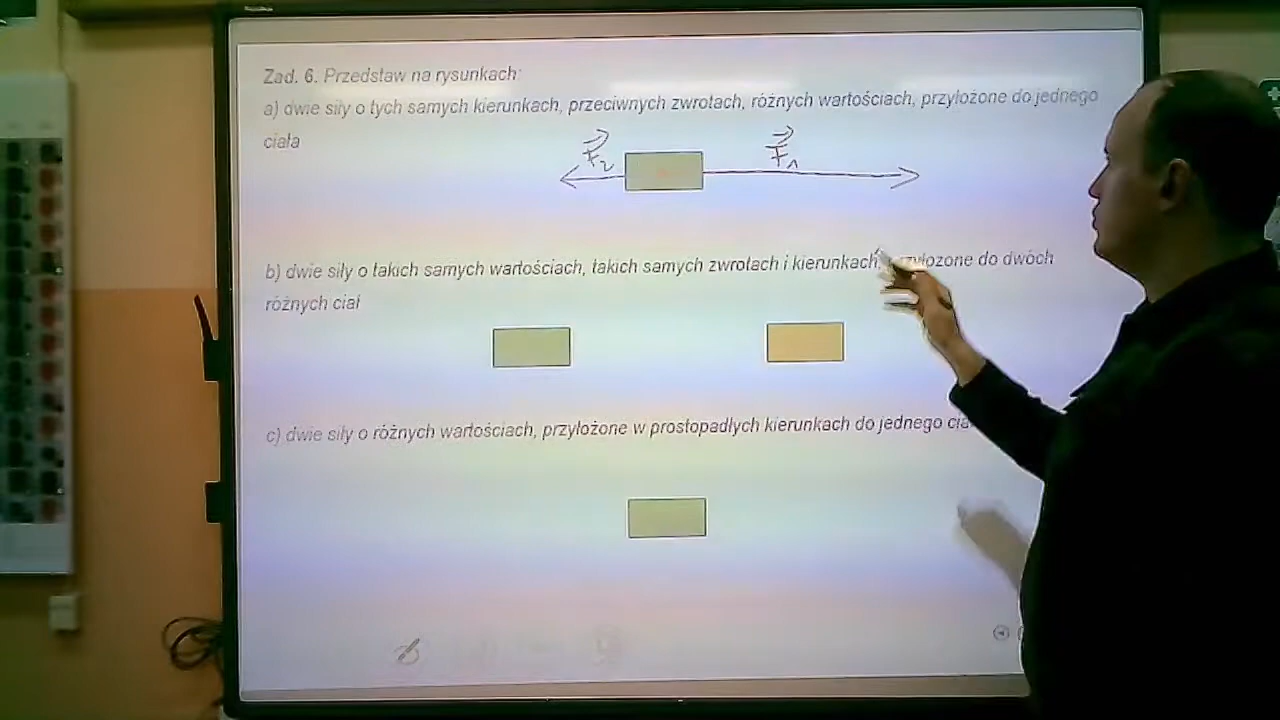 Zad. 6. Przedstaw na rysunkach:
a) dwie siły o tych samych kierunkach, przeciwnych zwrotach, różnych wartościach, przyłożone do jednego
ciała
F₂ F₁
b) dwie siły o takich samych wartościach, takich samych zwrotach i kierunkach, do dwóch
różnych ciał
c) dwie siły o różnych wartościach, przyłożone w prostopadłych kierunkach do jednego